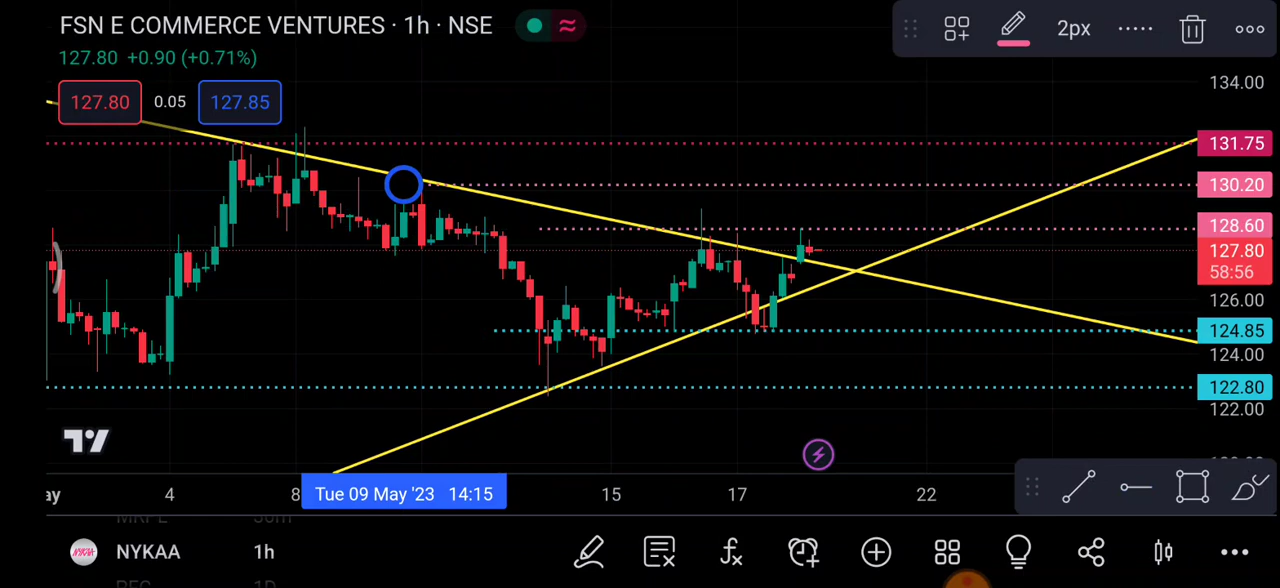 FSN E COMMERCE VENTURES · 1h · NSE
127.80 +0.90 (+0.71%)
127.80 0.05 127.85
2px
134.00
131.75
130.20
128.60
127.80
58:56
126.00
124.85
124.00
122.80
122.00
ay 4 8 Tue 09 May '23 14:15 15 17 22
NYKAA 1h